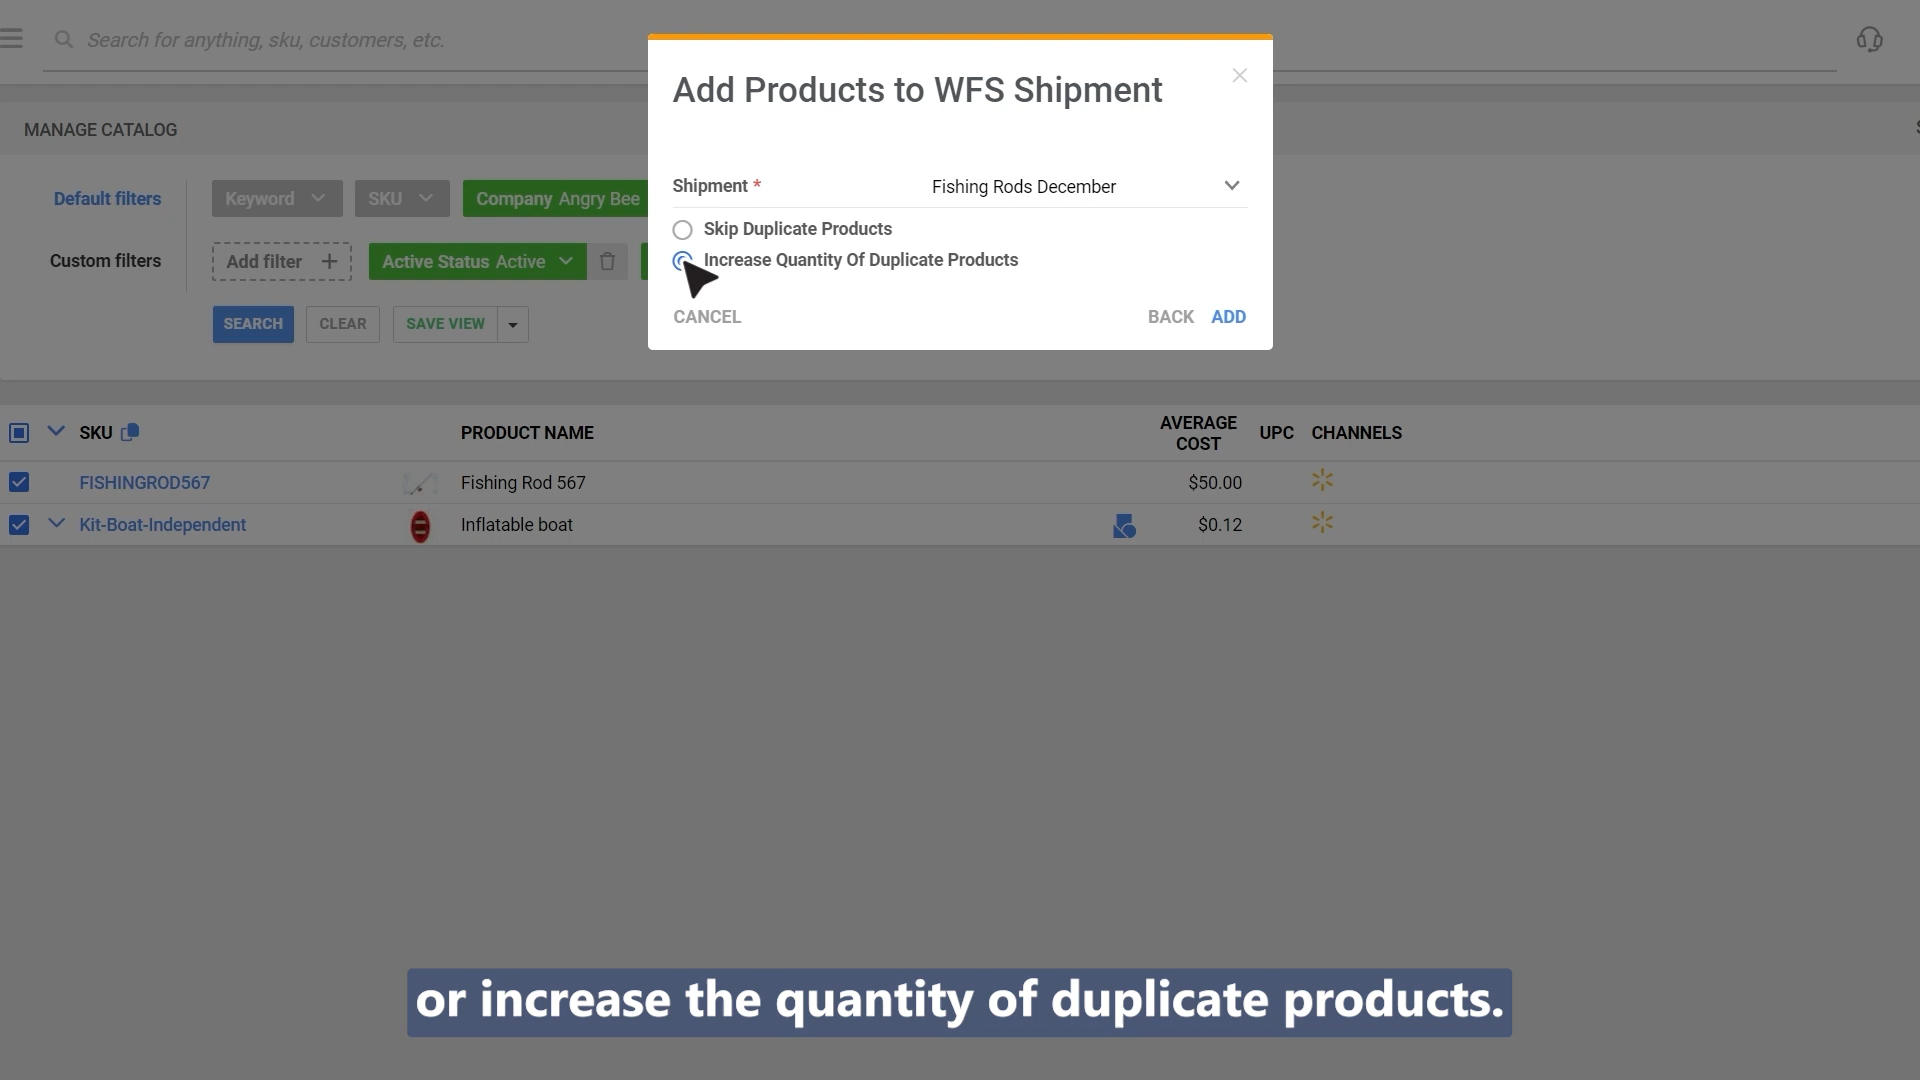 Search for anything, sku, customers, etc.
Add Products to WFS Shipment
MANAGE CATALOG
Shipment *
Fishing Rods December
Default filters
Keyword
SKU
Company Angry Bee
Skip Duplicate Products
Custom filters
Add filter +
Active Status Active
Increase Quantity Of Duplicate Products
SEARCH
CLEAR
SAVE VIEW
CANCEL
BACK
ADD
SKU
PRODUCT NAME
AVERAGE
COST
UPC
CHANNELS
FISHINGROD567
Fishing Rod 567
$50.00
Kit-Boat-Independent
Inflatable boat
$0.12
or increase the quantity of duplicate products.